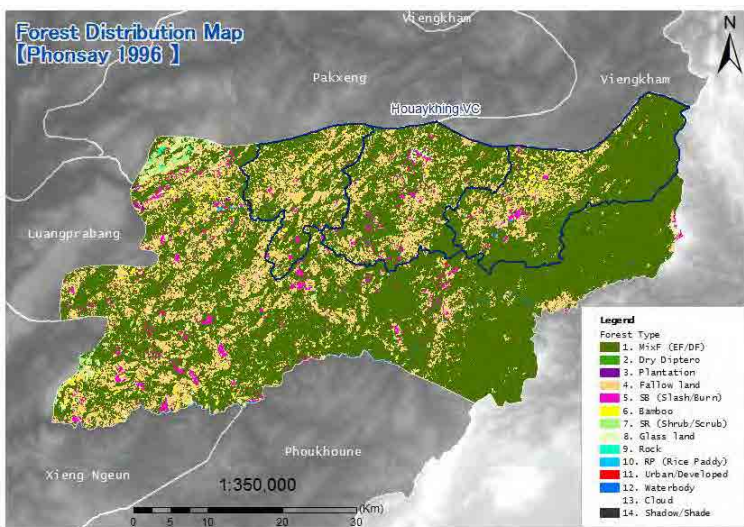 Forest Distribution Map
【Phonsay 1996 】
Viengkham
N
Pakxeng
Viengkham
Houaykhing VC
Luangprabang
Legend
Forest Type
1. MixF (EF/DF)
2. Dry Diptero
3. Plantation
4. Fallow land
5. SB (Slash/Burn)
6. Bamboo
7. SR (Shrub/Scrub)
8. Glass land
9. Rock
10. RP (Rice Paddy)
11. Urban/Developed
12. Waterbody
13. Cloud
14. Shadow/Shade
Phoukhoune
Xieng Ngeun
1:350,000
(Km)
0 5 10 20 30